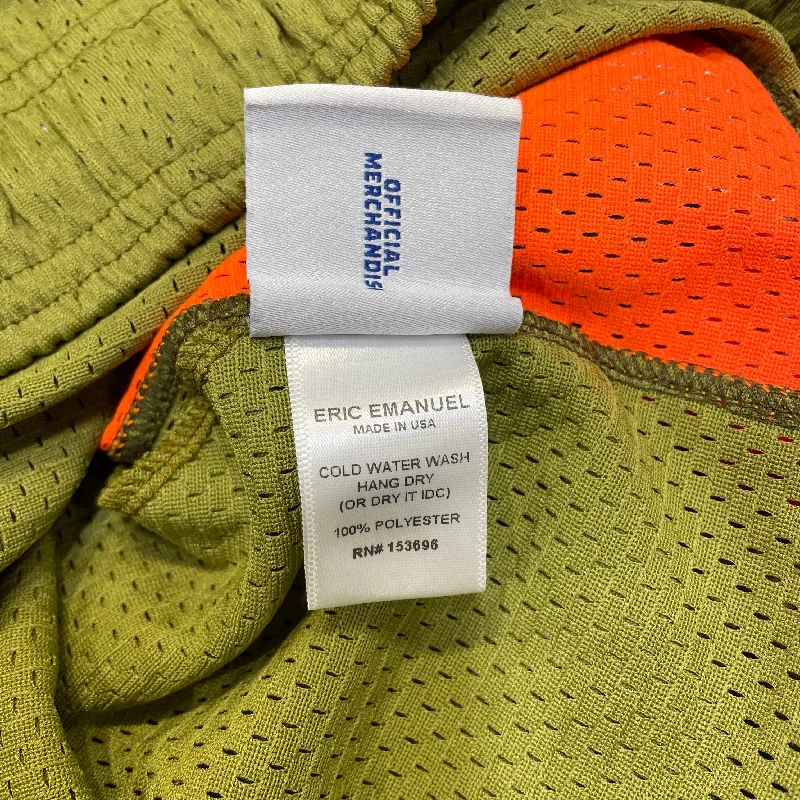 OFFICIAL
ERIC EMANUEL
MADE IN USA
COLD WATER WASH
HANG DRY
(OR DRY IT IDC)
100% POLYESTER
RN# 153696